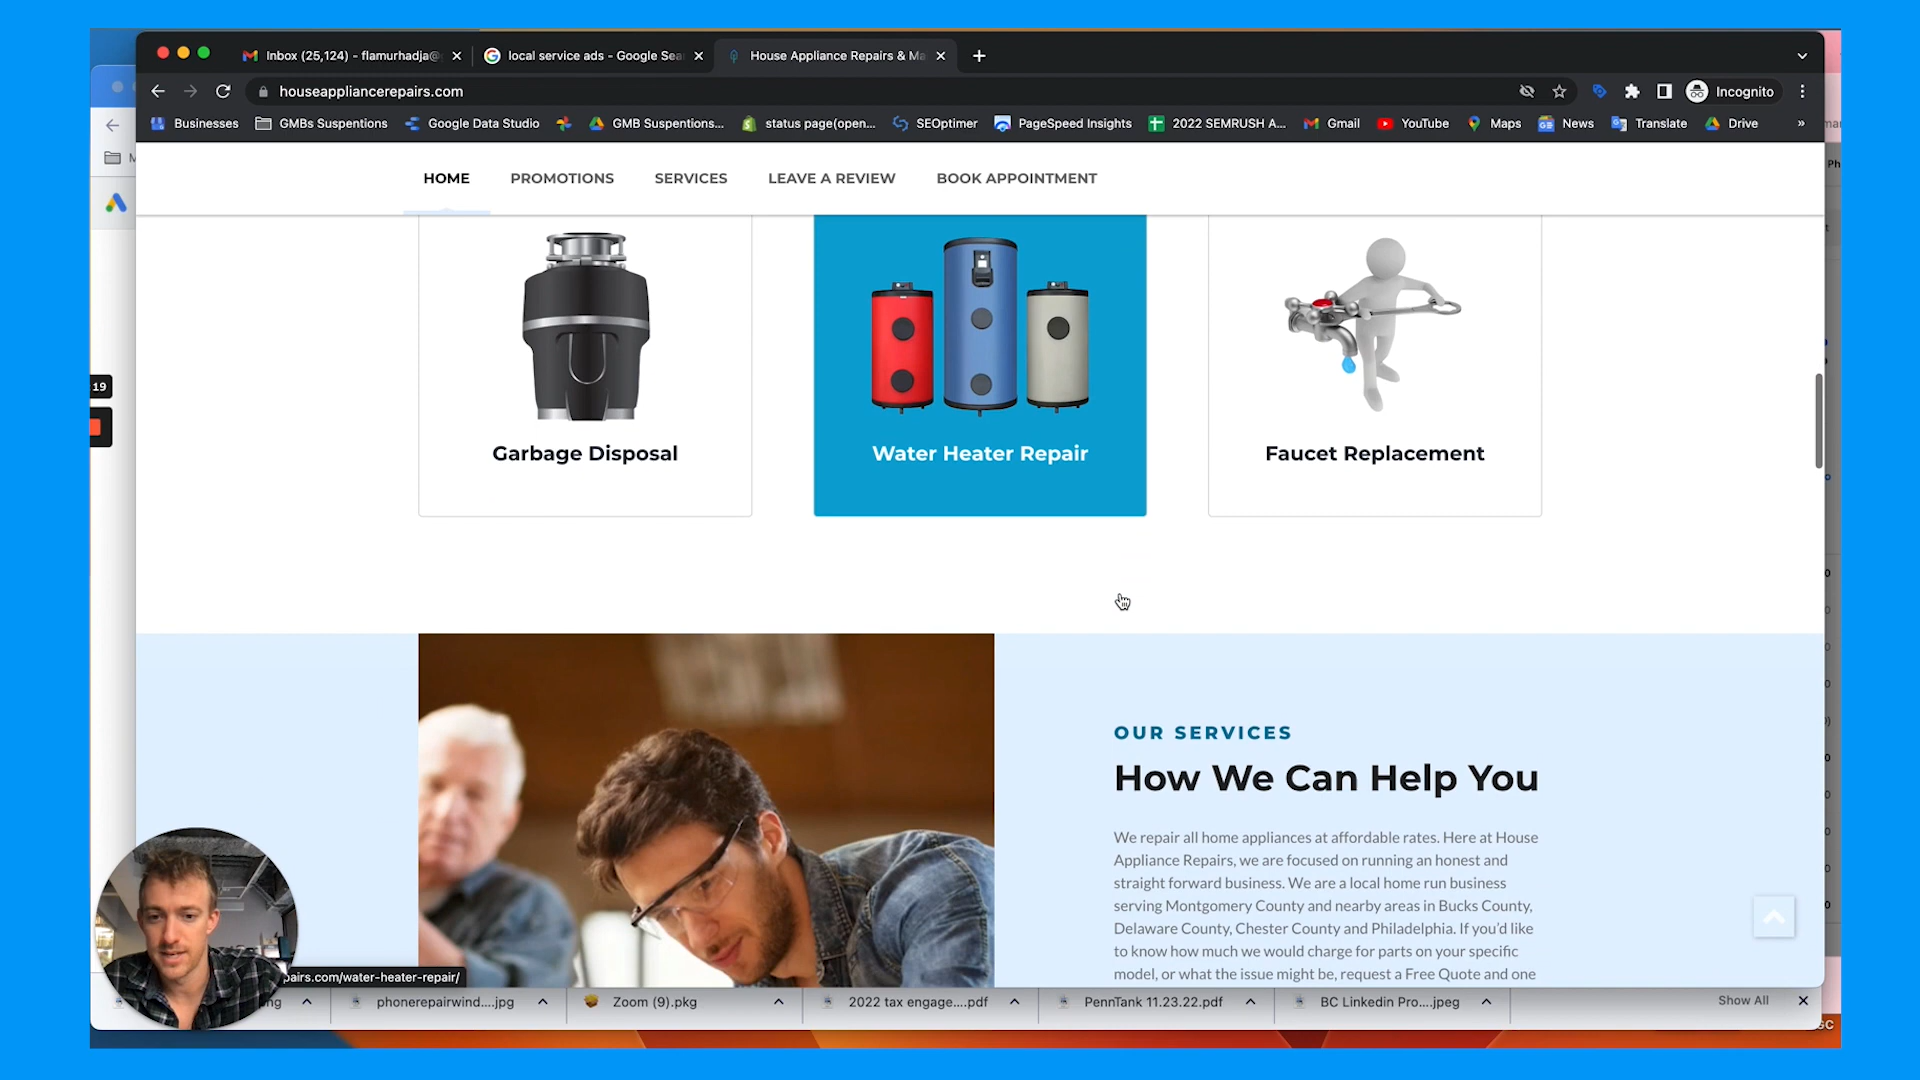 Inbox (25,124) - flamurhadja@
local service ads - Google Sea
House Appliance Repairs & Ma
houseappliancerepairs.com
Incognito
Businesses
GMBs Suspentions
Google Data Studio
GMB Suspentions...
status page(open...
SEOptimer
PageSpeed Insights
2022 SEMRUSH A...
Gmail
YouTube
Maps
News
Translate
Drive
»
HOME
PROMOTIONS
SERVICES
LEAVE A REVIEW
BOOK APPOINTMENT
19
Garbage Disposal
Water Heater Repair
Faucet Replacement
OUR SERVICES
How We Can Help You
We repair all home appliances at affordable rates. Here at House
Appliance Repairs, we are focused on running an honest and
straight forward business. We are a local home run business
serving Montgomery County and nearby areas in Bucks County,
Delaware County, Chester County and Philadelphia. If you'd like
to know how much we would charge for parts on your specific
model, or what the issue might be, request a Free Quote and one
pairs.com/water-heater-repair/
phonerepairwind....jpg
Zoom (9).pkg
2022 tax engage....pdf
PennTank 11.23.22.pdf
BC Linkedin Pro....jpeg
Show All